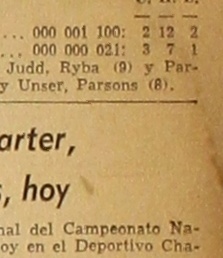 C. H. E.
... 000 001 100: 2 12 2
... 000 000 021: 3 7 1
Judd, Ryba (9) y Par-
y Unser, Parsons (8).
arter,
s, hoy
nal del Campeonato Na-
oy en el Deportivo Cha-